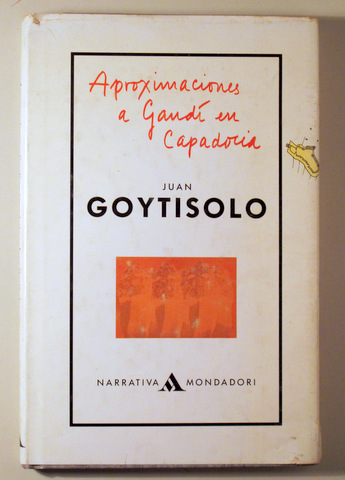 Aproximaciones
a Gaudí en
Capadocia
JUAN
GOYTISOLO
NARRATIVA MONDADORI